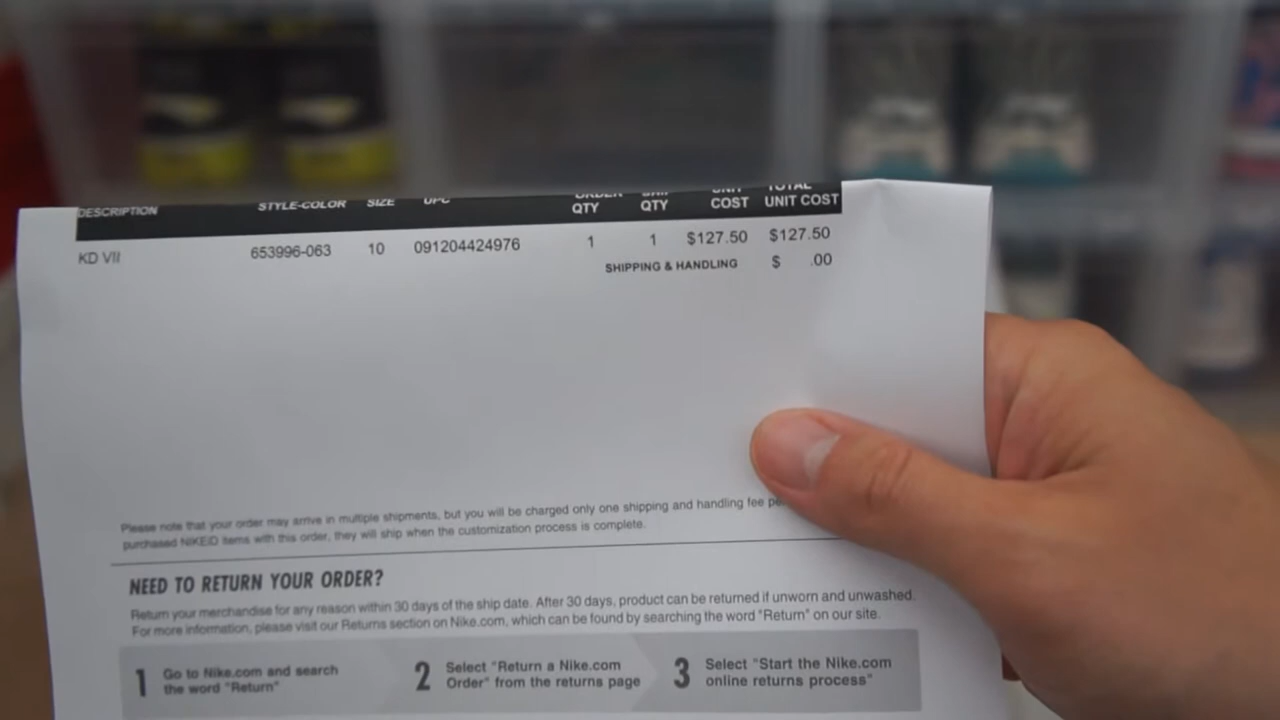 DESCRIPTION STYLE-COLOR SIZE UPC ORDER QTY SHIP QTY UNIT COST TOTAL UNIT COST
KD VII 653996-063 10 091204424976 1 1 $127.50 $127.50
SHIPPING & HANDLING $ .00
Please note that your order may arrive in multiple shipments, but you will be charged only one shipping and handling fee
purchased NIKEiD items with this order, they will ship when the customization process is complete.
NEED TO RETURN YOUR ORDER?
Return your merchandise for any reason within 30 days of the ship date. After 30 days, product can be returned if unworn and unwashed.
For more information, please visit our Returns section on Nike.com, which can be found by searching the word "Return" on our site.
1 Go to Nike.com and search
the word "Return"
2 Select "Return a Nike.com
Order" from the returns page
3 Select "Start the Nike.com
online returns process"